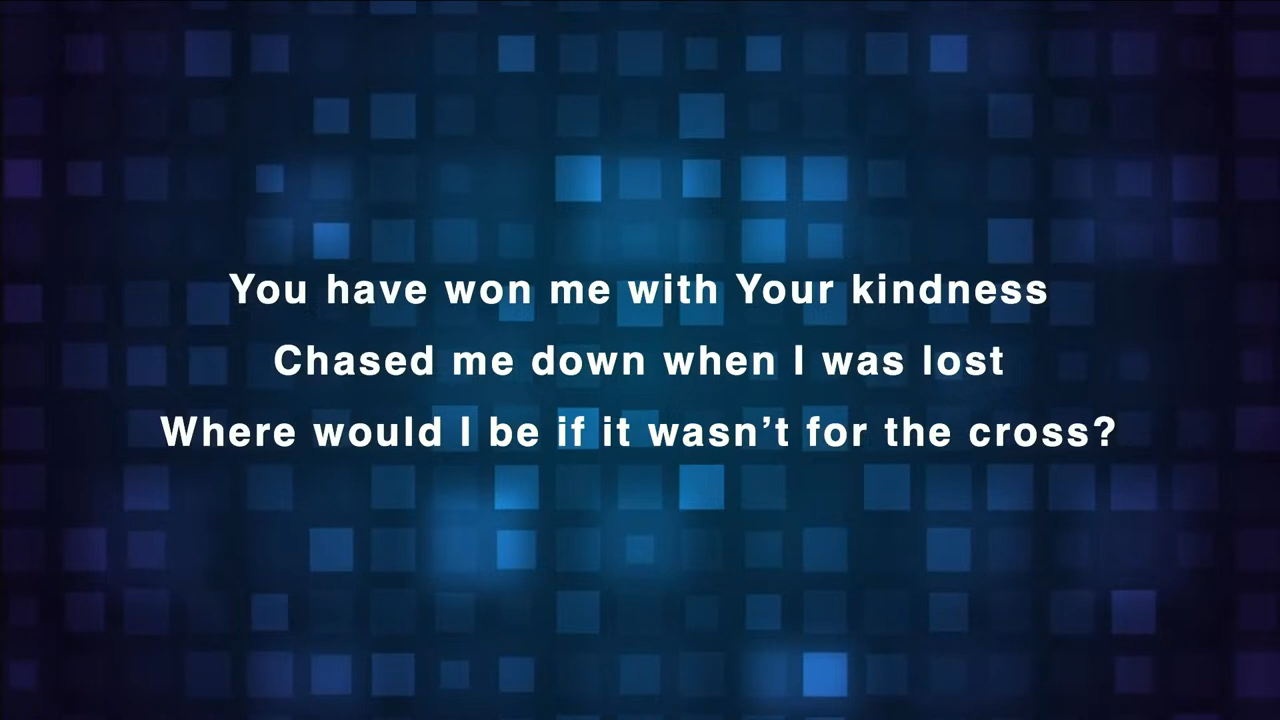 You have won me with Your kindness
Chased me down when I was lost
Where would I be if it wasn’t for the cross?